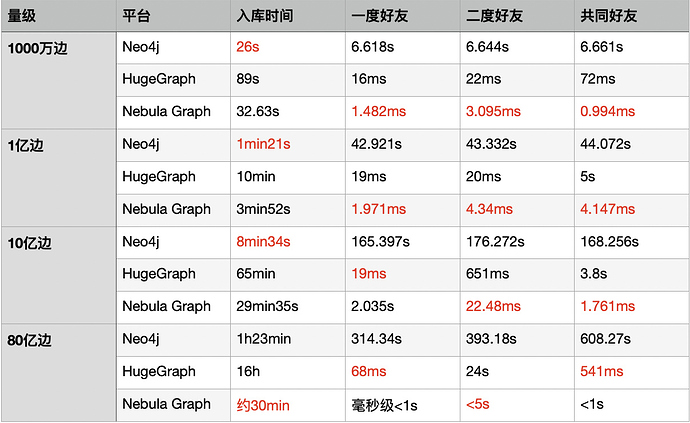 量级 平台 入库时间 一度好友 二度好友 共同好友
1000万边 Neo4j 26s 6.618s 6.644s 6.661s
HugeGraph 89s 16ms 22ms 72ms
Nebula Graph 32.63s 1.482ms 3.095ms 0.994ms
1亿边 Neo4j 1min21s 42.921s 43.332s 44.072s
HugeGraph 10min 19ms 20ms 5s
Nebula Graph 3min52s 1.971ms 4.34ms 4.147ms
10亿边 Neo4j 8min34s 165.397s 176.272s 168.256s
HugeGraph 65min 19ms 651ms 3.8s
Nebula Graph 29min35s 2.035s 22.48ms 1.761ms
80亿边 Neo4j 1h23min 314.34s 393.18s 608.27s
HugeGraph 16h 68ms 24s 541ms
Nebula Graph 约30min 毫秒级<1s <5s <1s